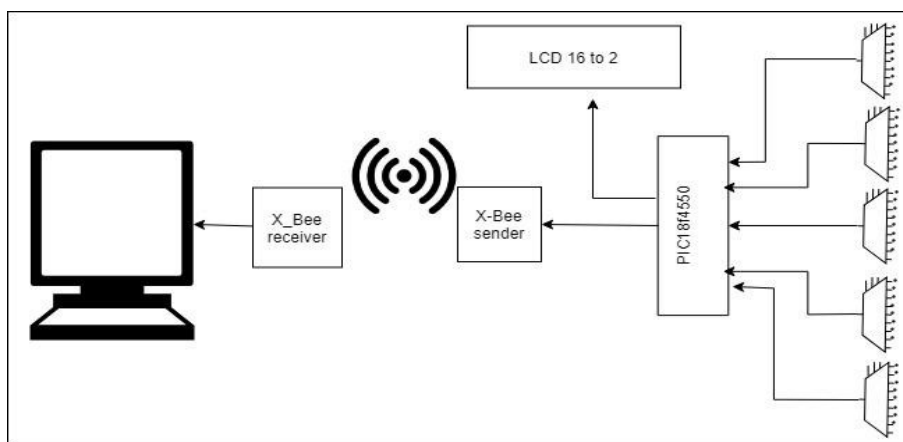 LCD 16 to 2
X_Bee
receiver
X-Bee
sender
PIC18f4550